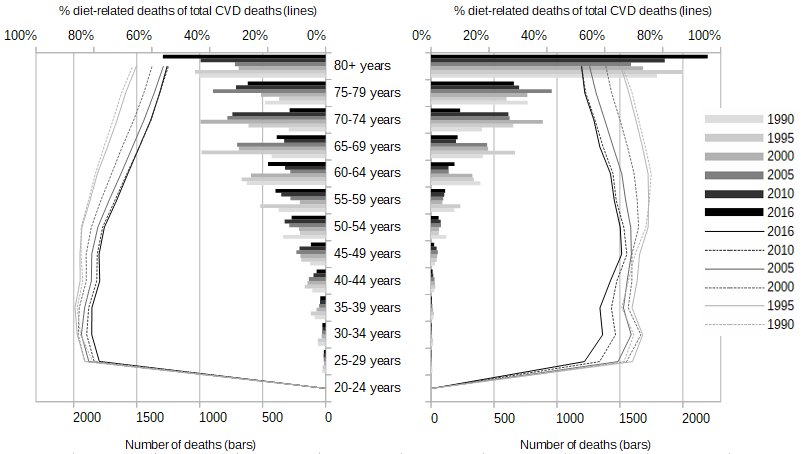 % diet-related deaths of total CVD deaths (lines)
% diet-related deaths of total CVD deaths (lines)
100% 80% 60% 40% 20% 0%
0% 20% 40% 60% 80% 100%
80+ years
75-79 years
70-74 years
65-69 years
60-64 years
55-59 years
50-54 years
45-49 years
40-44 years
35-39 years
30-34 years
25-29 years
20-24 years
1990
1995
2000
2005
2010
2016
2016
2010
2005
2000
1995
1990
2000 1500 1000 500 0
0 500 1000 1500 2000
Number of deaths (bars)
Number of deaths (bars)